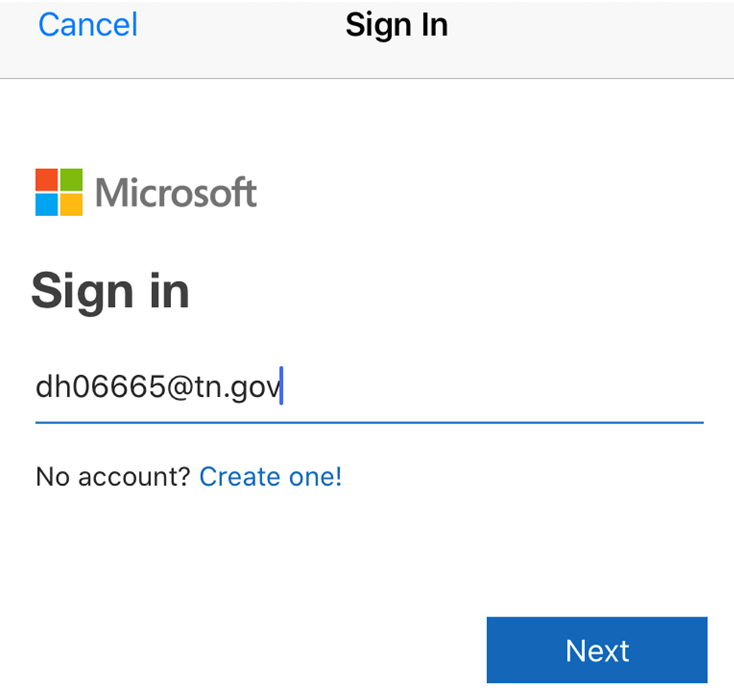 Cancel Sign In
Microsoft
Sign in
dh06665@tn.gov
No account? Create one!
Next